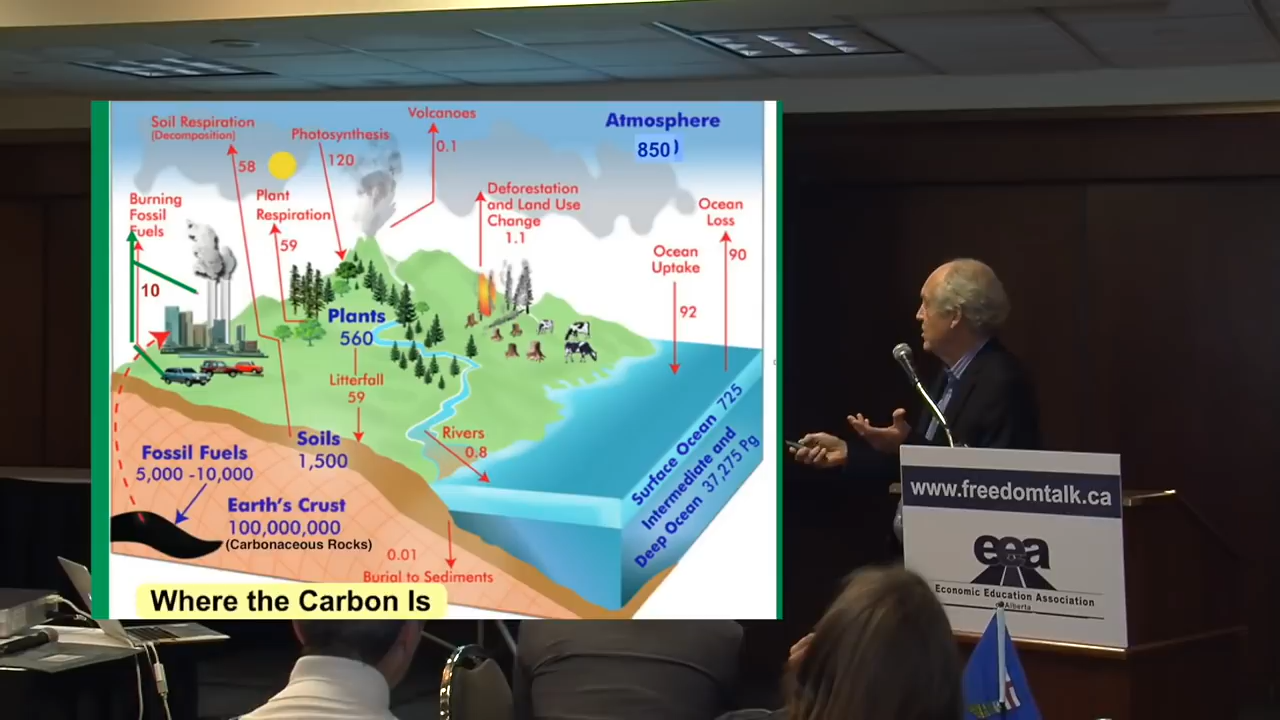 Soil Respiration
(Decomposition)
58
Photosynthesis
120
Volcanoes
0.1
Atmosphere
850
Burning
Fossil
Fuels
10
Plant
Respiration
59
Deforestation
and Land Use
Change
1.1
Ocean
Loss
90
Ocean
Uptake
92
Plants
560
Litterfall
59
Rivers
0.8
Soils
1,500
Fossil Fuels
5,000 -10,000
Earth's Crust
100,000,000
(Carbonaceous Rocks)
Surface Ocean 725
Intermediate and
Deep Ocean 37,275 Pg
0.01
Burial to Sediments
Where the Carbon Is
www.freedomtalk.ca
eea
Economic Education Association
of Alberta